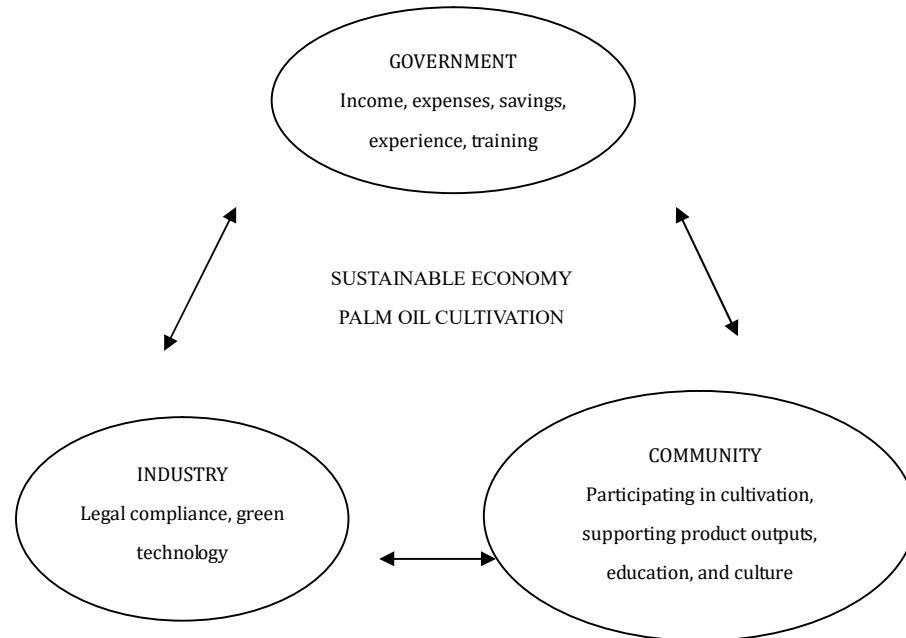 GOVERNMENT
Income, expenses, savings,
experience, training
SUSTAINABLE ECONOMY
PALM OIL CULTIVATION
INDUSTRY
Legal compliance, green
technology
COMMUNITY
Participating in cultivation,
supporting product outputs,
education, and culture